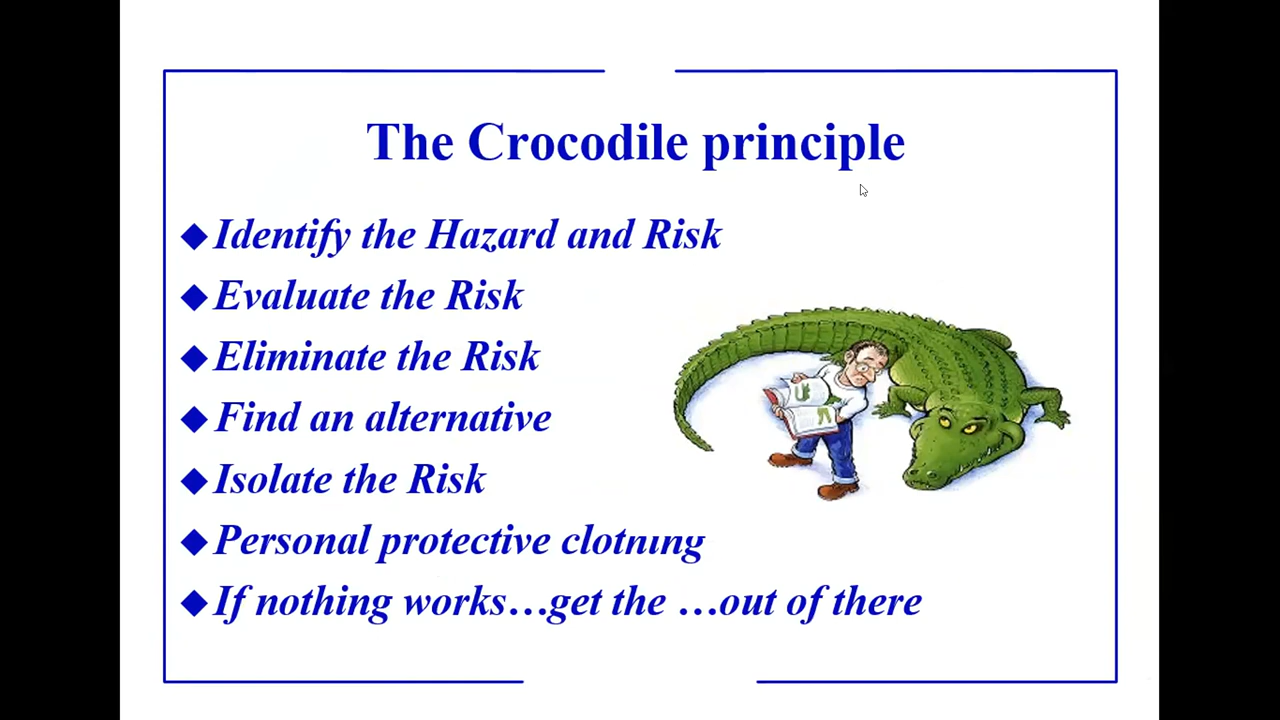 The Crocodile principle
Identify the Hazard and Risk
Evaluate the Risk
Eliminate the Risk
Find an alternative
Isolate the Risk
Personal protective clothing
If nothing works…get the …out of there